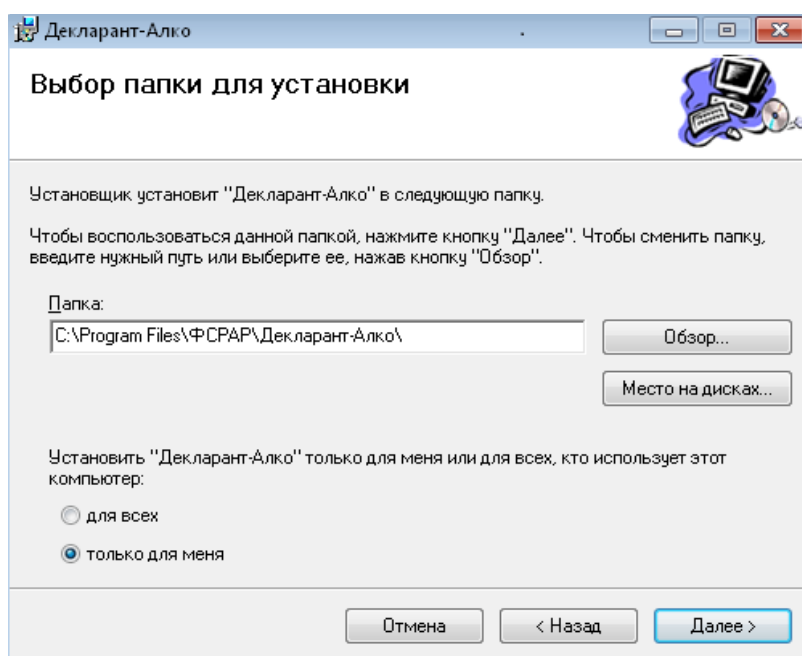 Декларант-Алко
Выбор папки для установки
Установщик установит "Декларант-Алко" в следующую папку.
Чтобы воспользоваться данной папкой, нажмите кнопку "Далее". Чтобы сменить папку,
введите нужный путь или выберите ее, нажав кнопку "Обзор".
Папка:
C:\Program Files\ФСРАР\Декларант-Алко\
Обзор...
Место на дисках...
Установить "Декларант-Алко" только для меня или для всех, кто использует этот
компьютер:
для всех
только для меня
Отмена
< Назад
Далее >